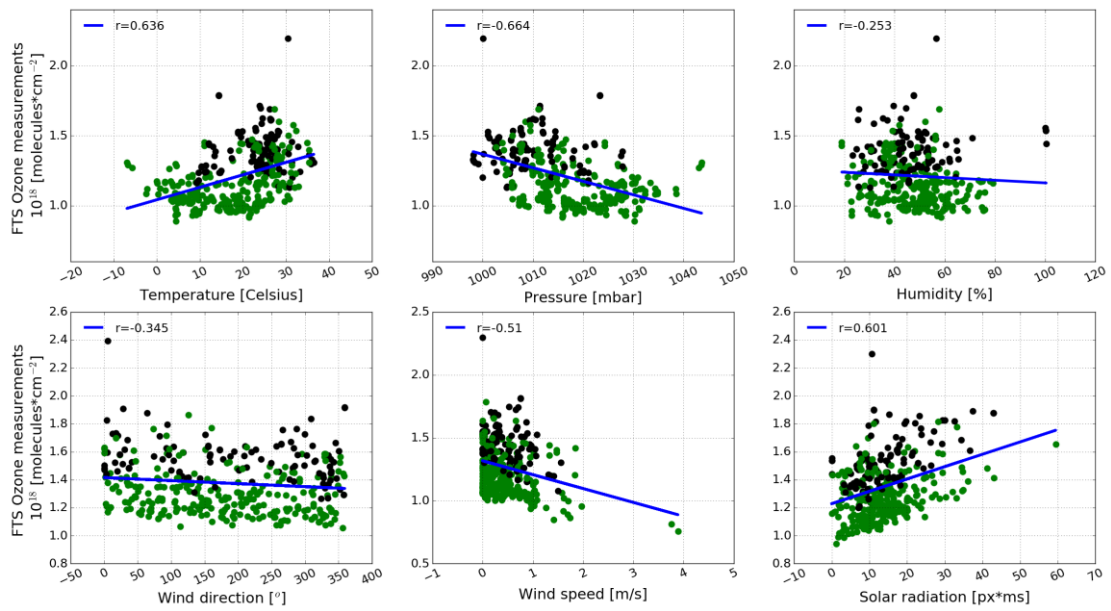 r=0.636
r=-0.664
r=-0.253
FTS Ozone measurements
10^18 [molecules*cm^-2]
2.0
1.5
1.0
2.0
1.5
1.0
2.0
1.5
1.0
−20 −10 0 10 20 30 40 50
990 1000 1010 1020 1030 1040 1050
0 20 40 60 80 100 120
Temperature [Celsius]
Pressure [mbar]
Humidity [%]
r=-0.345
r=-0.51
r=0.601
FTS Ozone measurements
10^18 [molecules*cm^-2]
2.6
2.4
2.2
2.0
1.8
1.6
1.4
1.2
1.0
0.8
2.5
2.0
1.5
1.0
0.5
2.6
2.4
2.2
2.0
1.8
1.6
1.4
1.2
1.0
0.8
−50 0 50 100 150 200 250 300 350 400
−1 0 1 2 3 4 5
−10 0 10 20 30 40 50 60 70
Wind direction [°]
Wind speed [m/s]
Solar radiation [px*ms]